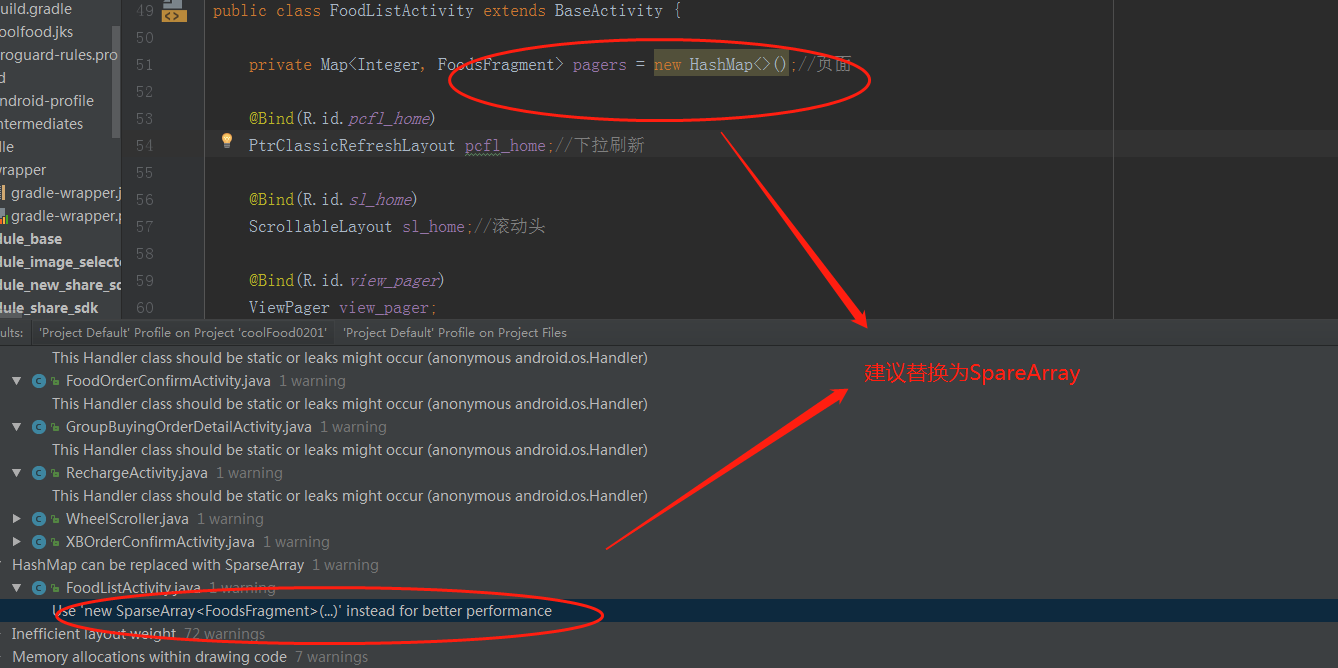 uild.gradle
oolfood.jks
roguard-rules.pro
d
ndroid-profile
ntermediates
lle
rapper
gradle-wrapper.j
gradle-wrapper.p
dule_base
dule_image_selecto
dule_new_share_sd
dule_share_sdk
49 public class FoodListActivity extends BaseActivity {
50
51 private Map<Integer, FoodsFragment> pagers = new HashMap<>();//页面
52
53 @Bind(R.id.pcfl_home)
54 PtrClassicRefreshLayout pcfl_home;//下拉刷新
55
56 @Bind(R.id.sl_home)
57 ScrollableLayout sl_home;//滚动头
58
59 @Bind(R.id.view_pager)
60 ViewPager view_pager;
ults: 'Project Default' Profile on Project 'coolFood0201' 'Project Default' Profile on Project Files
This Handler class should be static or leaks might occur (anonymous android.os.Handler)
FoodOrderConfirmActivity.java 1 warning
This Handler class should be static or leaks might occur (anonymous android.os.Handler)
GroupBuyingOrderDetailActivity.java 1 warning
This Handler class should be static or leaks might occur (anonymous android.os.Handler)
RechargeActivity.java 1 warning
This Handler class should be static or leaks might occur (anonymous android.os.Handler)
WheelScroller.java 1 warning
XBOrderConfirmActivity.java 1 warning
HashMap can be replaced with SparseArray 1 warning
FoodListActivity.java 1 warning
Use 'new SparseArray<FoodsFragment>(...)' instead for better performance
Inefficient layout weight 72 warnings
Memory allocations within drawing code 7 warnings
建议替换为SpareArray